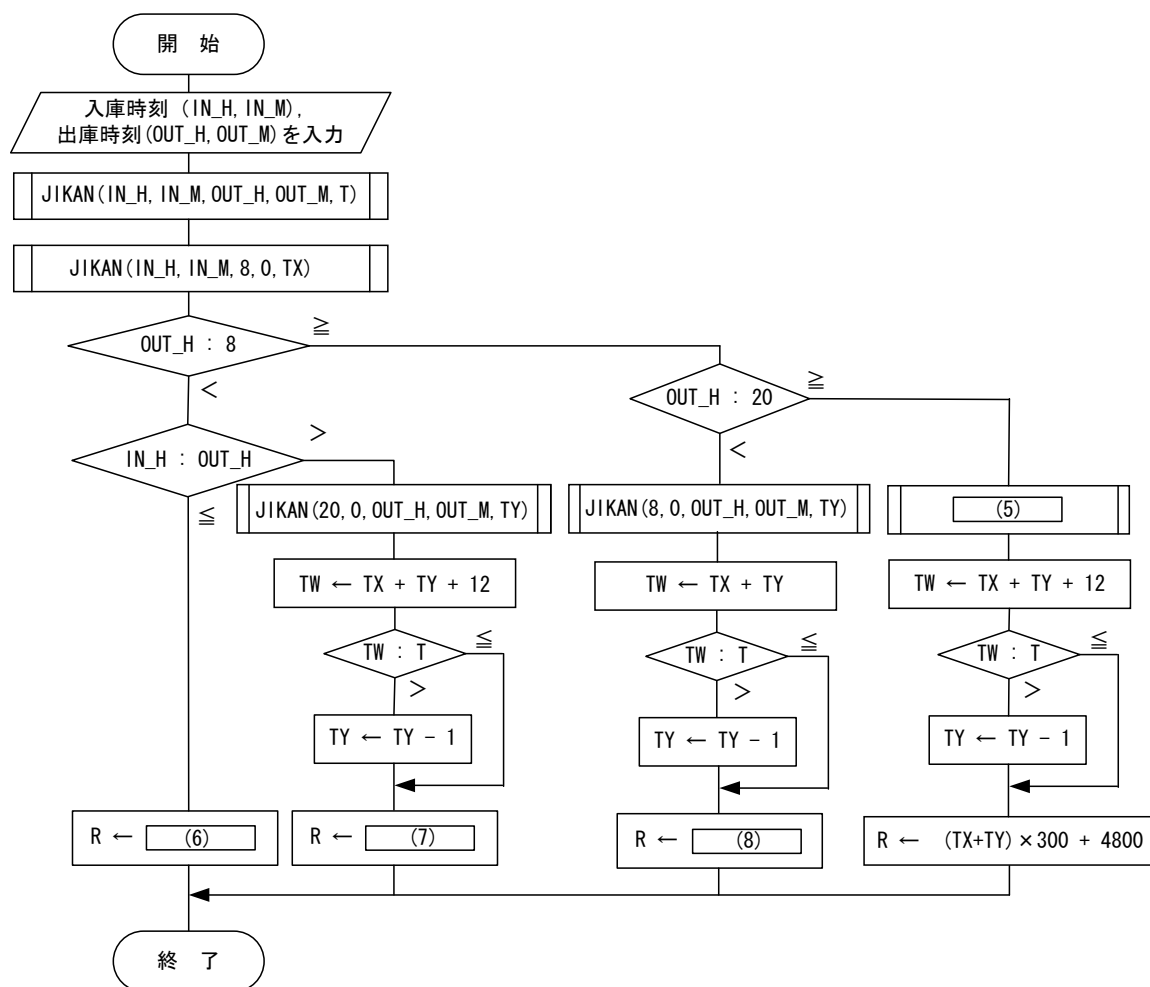 開 始
入庫時刻 (IN_H, IN_M),
出庫時刻(OUT_H, OUT_M)を入力
JIKAN(IN_H, IN_M, OUT_H, OUT_M, T)
JIKAN(IN_H, IN_M, 8, 0, TX)
OUT_H : 8
≧
<
OUT_H : 20
≧
<
IN_H : OUT_H
>
≦
JIKAN(20, 0, OUT_H, OUT_M, TY)
JIKAN(8, 0, OUT_H, OUT_M, TY)
(5)
TW ← TX + TY + 12
TW ← TX + TY
TW ← TX + TY + 12
TW : T
≦
>
TW : T
≦
>
TW : T
≦
>
TY ← TY - 1
TY ← TY - 1
TY ← TY - 1
R ← (6)
R ← (7)
R ← (8)
R ← (TX+TY)×300 + 4800
終 了